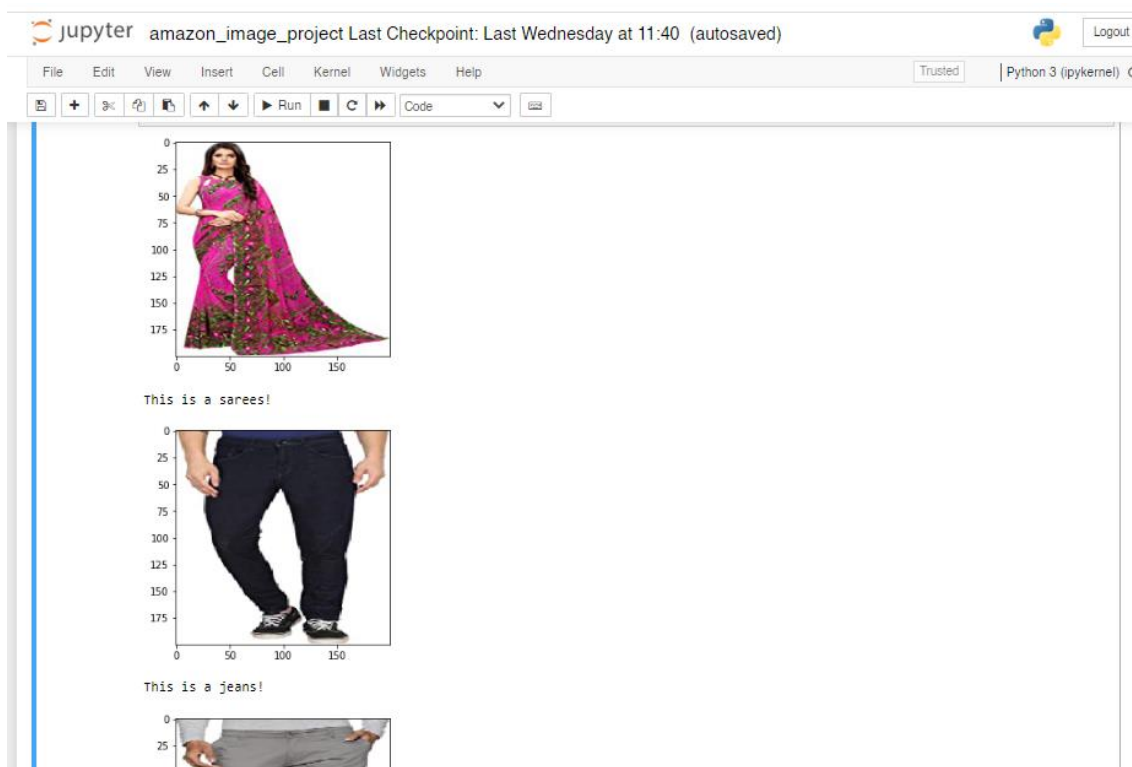 jupyter amazon_image_project Last Checkpoint: Last Wednesday at 11:40 (autosaved) Logout
File Edit View Insert Cell Kernel Widgets Help Trusted Python 3 (ipykernel)
Run Code
0
25
50
75
100
125
150
175
0 50 100 150
This is a sarees!
0
25
50
75
100
125
150
175
0 50 100 150
This is a jeans!
0
25